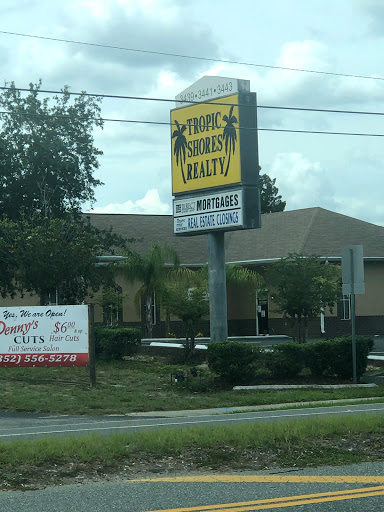 3439•3441•3443
TROPIC
SHORES
REALTY
MORTGAGES
REAL ESTATE CLOSINGS
Yes, We are Open!
Denny's
CUTS
$6.00
& up
Hair Cuts
Full Service Salon
(352) 556-5278